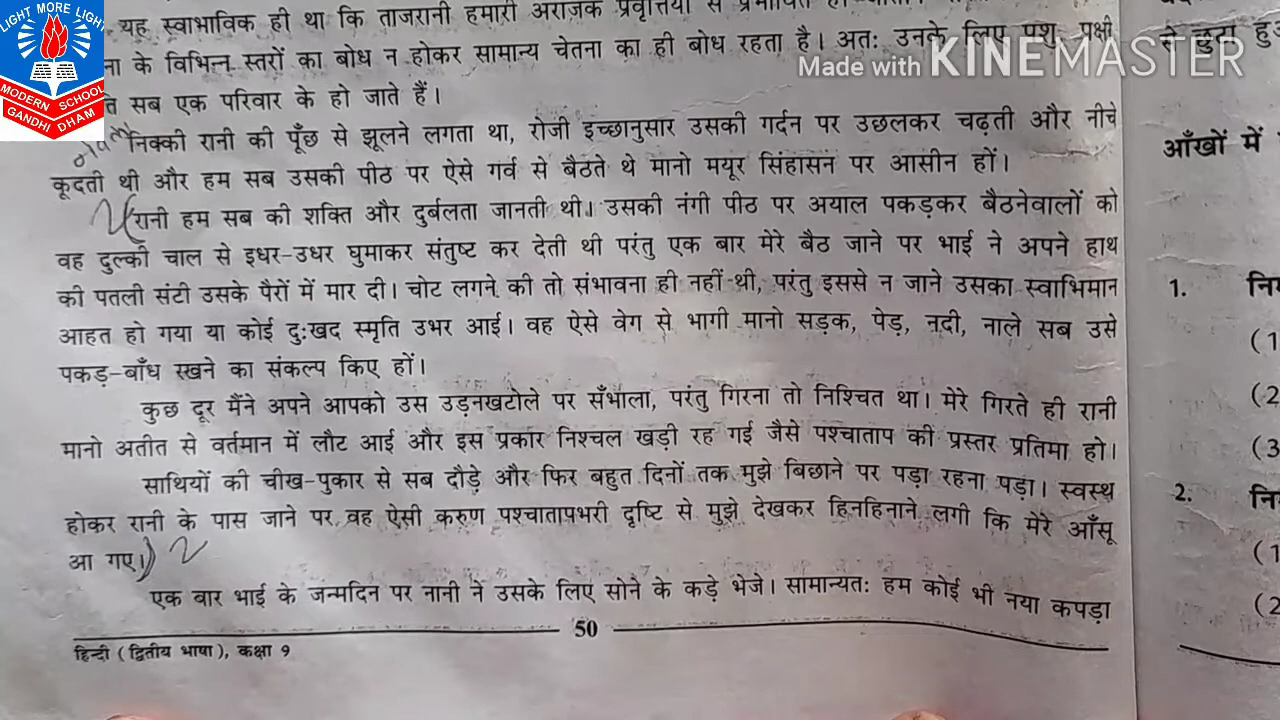 LIGHT MORE LIGHT
MODERN SCHOOL
GANDHI DHAM
Made with KINEMASTER
यह स्वाभाविक ही था कि ताजरानी हमारी अराजक प्रवृत्तियों से
के विभिन्न स्तरों का बोध न होकर सामान्य चेतना का ही बोध रहता है। अतः उनके लिए पशु, पक्षी
सब एक परिवार के हो जाते हैं।
निक्की रानी की पूँछ से झूलने लगता था, रोजी इच्छानुसार उसकी गर्दन पर उछलकर चढ़ती और नीचे
कूदती थी और हम सब उसकी पीठ पर ऐसे गर्व से बैठते थे मानो मयूर सिंहासन पर आसीन हों।
रानी हम सब की शक्ति और दुर्बलता जानती थी। उसकी नंगी पीठ पर अयाल पकड़कर बैठनेवालों को
वह दुल्की चाल से इधर-उधर घुमाकर संतुष्ट कर देती थी परंतु एक बार मेरे बैठ जाने पर भाई ने अपने हाथ
की पतली संटी उसके पैरों में मार दी। चोट लगने की तो संभावना ही नहीं थी, परंतु इससे न जाने उसका स्वाभिमान
आहत हो गया या कोई दुःखद स्मृति उभर आई। वह ऐसे वेग से भागी मानो सड़क, पेड़, नदी, नाले सब उसे
पकड़-बाँध रखने का संकल्प किए हों।
कुछ दूर मैंने अपने आपको उस उड़नखटोले पर सँभाला, परंतु गिरना तो निश्चित था। मेरे गिरते ही रानी
मानो अतीत से वर्तमान में लौट आई और इस प्रकार निश्चल खड़ी रह गई जैसे पश्चाताप की प्रस्तर प्रतिमा हो।
साथियों की चीख-पुकार से सब दौड़े और फिर बहुत दिनों तक मुझे बिछाने पर पड़ा रहना पड़ा। स्वस्थ
होकर रानी के पास जाने पर वह ऐसी करुण पश्चातापभरी दृष्टि से मुझे देखकर हिनहिनाने लगी कि मेरे आँसू
आ गए।
एक बार भाई के जन्मदिन पर नानी ने उसके लिए सोने के कड़े भेजे। सामान्यतः हम कोई भी नया कपड़ा
50
हिन्दी (द्वितीय भाषा), कक्षा 9
से छुटा
आँखों में
1.
(1
(2
(3
2.
(1
(2